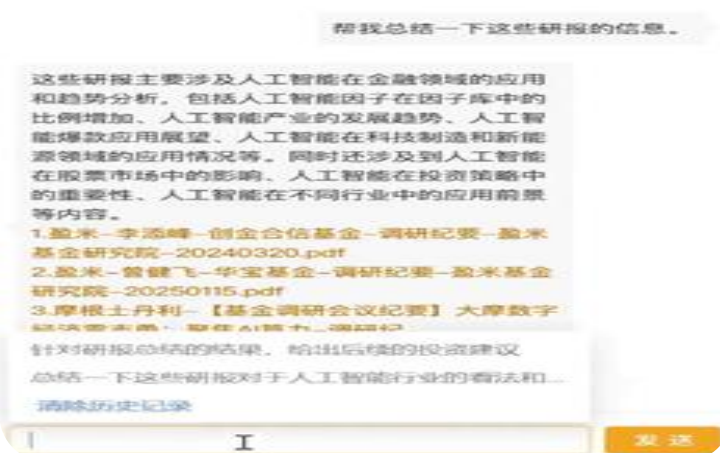 帮我总结一下这些研报的信息。
这些研报主要涉及人工智能在金融领域的应用
和趋势分析，包括人工智能因子在因子库中的
比例增加、人工智能产业的发展趋势、人工智
能爆款应用展望、人工智能在科技制造和新能
源领域的应用情况等。同时还涉及到人工智能
在股票市场中的影响、人工智能在投资策略中
的重要性、人工智能在不同行业中的应用前景
等内容。
1.盈米-李添峰-创金合信基金-调研纪要-盈米
基金研究院-20240320.pdf
2.盈米-曾健飞-华宝基金-调研纪要-盈米基金
研究院-20250115.pdf
3.摩根士丹利-【基金调研会议纪要】大摩数字
针对研报总结的结果，给出后续的投资建议
总结一下这些研报对于人工智能行业的看法和...
清除历史记录
发 送